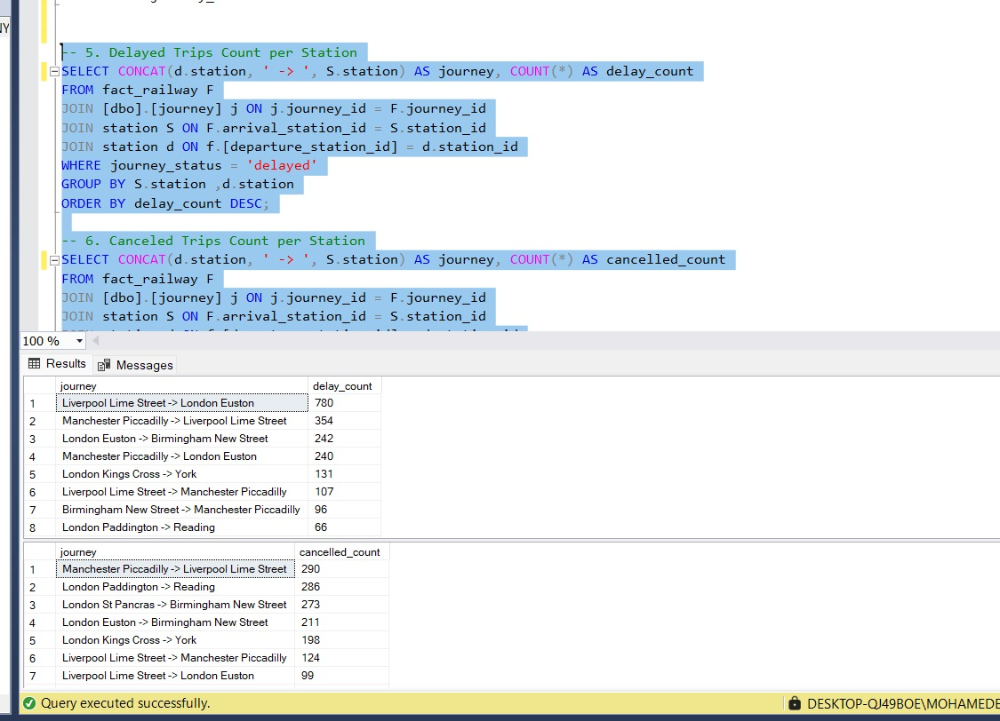 -- 5. Delayed Trips Count per Station
SELECT CONCAT(d.station, ' -> ', S.station) AS journey, COUNT(*) AS delay_count
FROM fact_railway F
JOIN [dbo].[journey] j ON j.journey_id = F.journey_id
JOIN station S ON F.arrival_station_id = S.station_id
JOIN station d ON f.[departure_station_id] = d.station_id
WHERE journey_status = 'delayed'
GROUP BY S.station ,d.station
ORDER BY delay_count DESC;
-- 6. Canceled Trips Count per Station
SELECT CONCAT(d.station, ' -> ', S.station) AS journey, COUNT(*) AS cancelled_count
FROM fact_railway F
JOIN [dbo].[journey] j ON j.journey_id = F.journey_id
JOIN station S ON F.arrival_station_id = S.station_id
100 %
Results Messages
journey delay_count
1 Liverpool Lime Street -> London Euston 780
2 Manchester Piccadilly -> Liverpool Lime Street 354
3 London Euston -> Birmingham New Street 242
4 Manchester Piccadilly -> London Euston 240
5 London Kings Cross -> York 131
6 Liverpool Lime Street -> Manchester Piccadilly 107
7 Birmingham New Street -> Manchester Piccadilly 96
8 London Paddington -> Reading 66
journey cancelled_count
1 Manchester Piccadilly -> Liverpool Lime Street 290
2 London Paddington -> Reading 286
3 London St Pancras -> Birmingham New Street 273
4 London Euston -> Birmingham New Street 211
5 London Kings Cross -> York 198
6 Liverpool Lime Street -> Manchester Piccadilly 124
7 Liverpool Lime Street -> London Euston 99
Query executed successfully. DESKTOP-QJ49BOE\MOHAMEDE